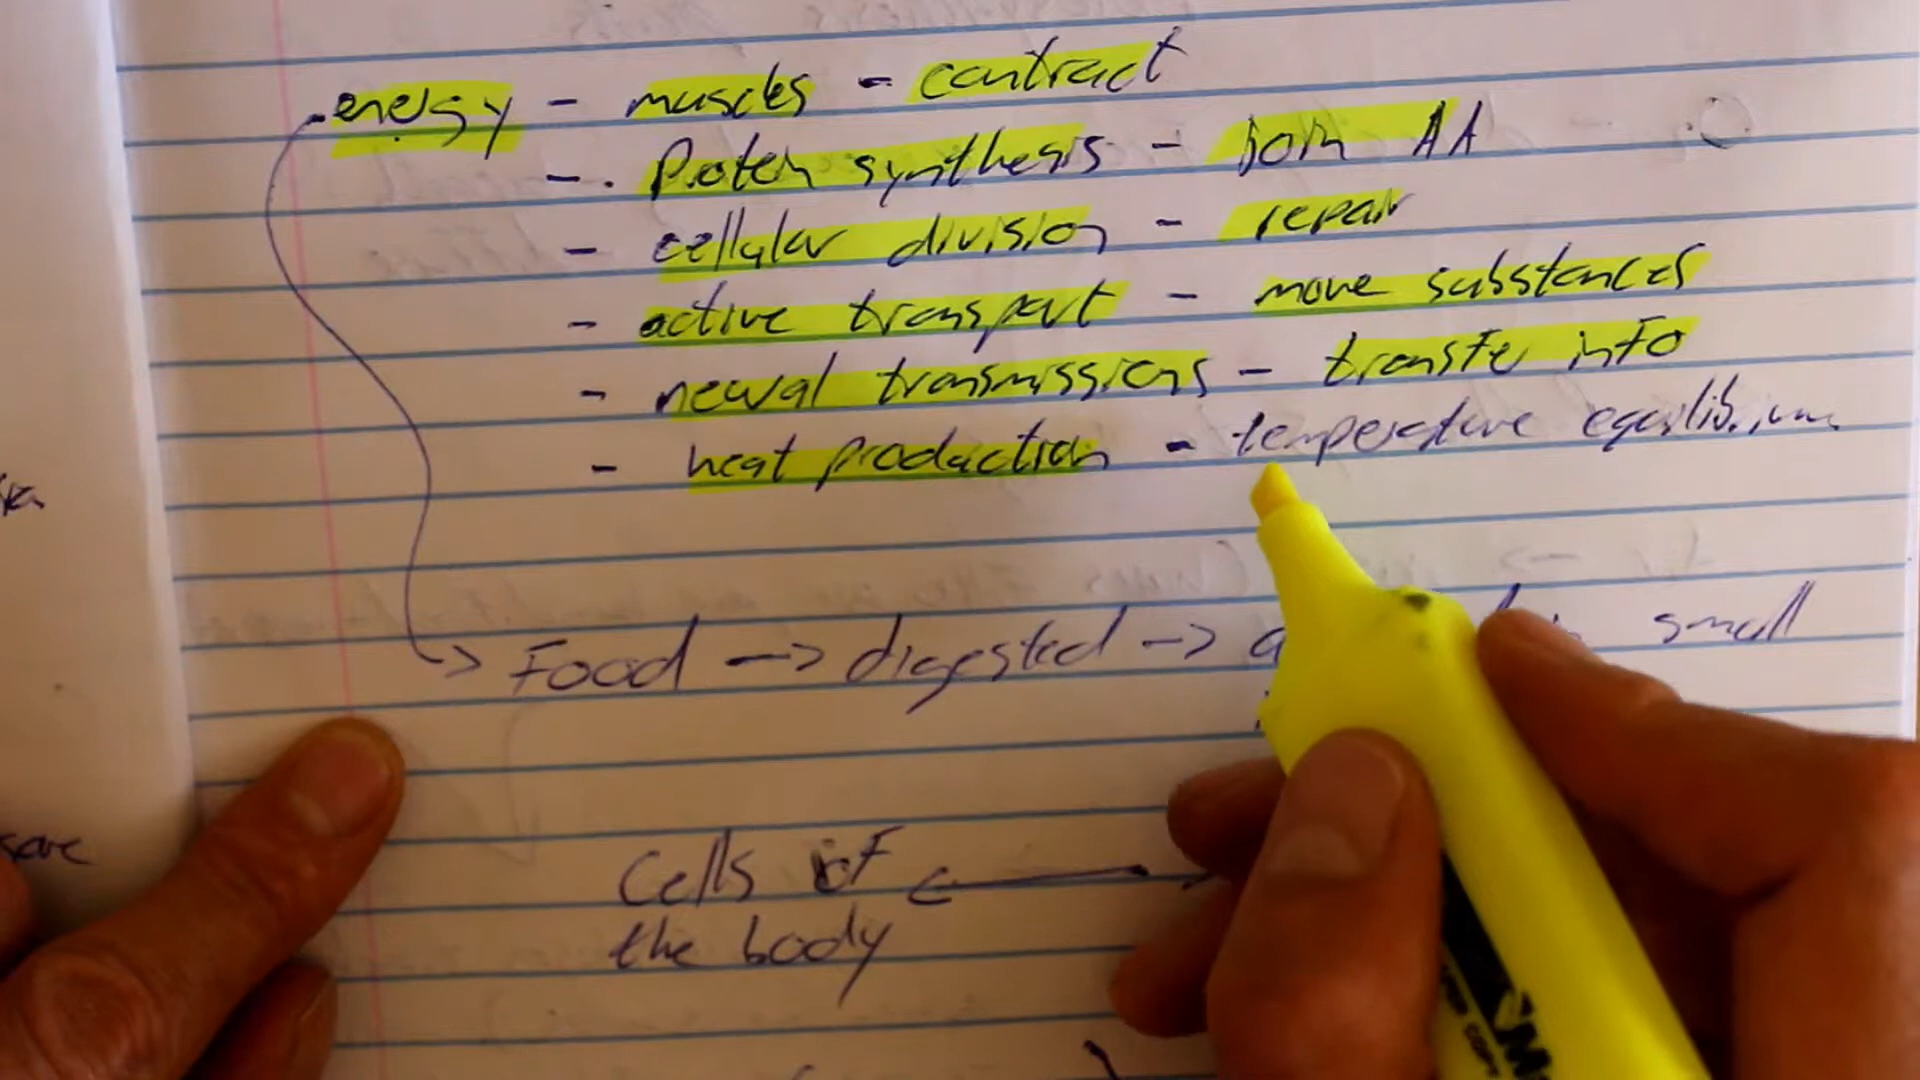 energy - muscles - contract
- . Protein synthesis - join AA
- cellular division - repair
- active transport - move substances
- neural transmissions - transfer info
- heat production - temperature equilibrium
-> Food -> digested -> small
Cells of
the body